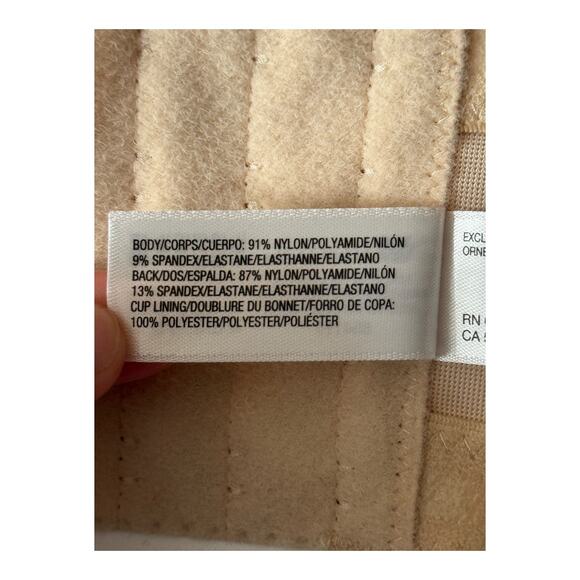 BODY/CORPS/CUERPO: 91% NYLON/POLYAMIDE/NILÓN
9% SPANDEX/ELASTANE/ELASTHANNE/ELASTANO
BACK/DOS/ESPALDA: 87% NYLON/POLYAMIDE/NILÓN
13% SPANDEX/ELASTANE/ELASTHANNE/ELASTANO
CUP LINING/DOUBLURE DU BONNET/FORRO DE COPA:
100% POLYESTER/POLYESTER/POLIÉSTER
EXCL
ORNE
RN
CA